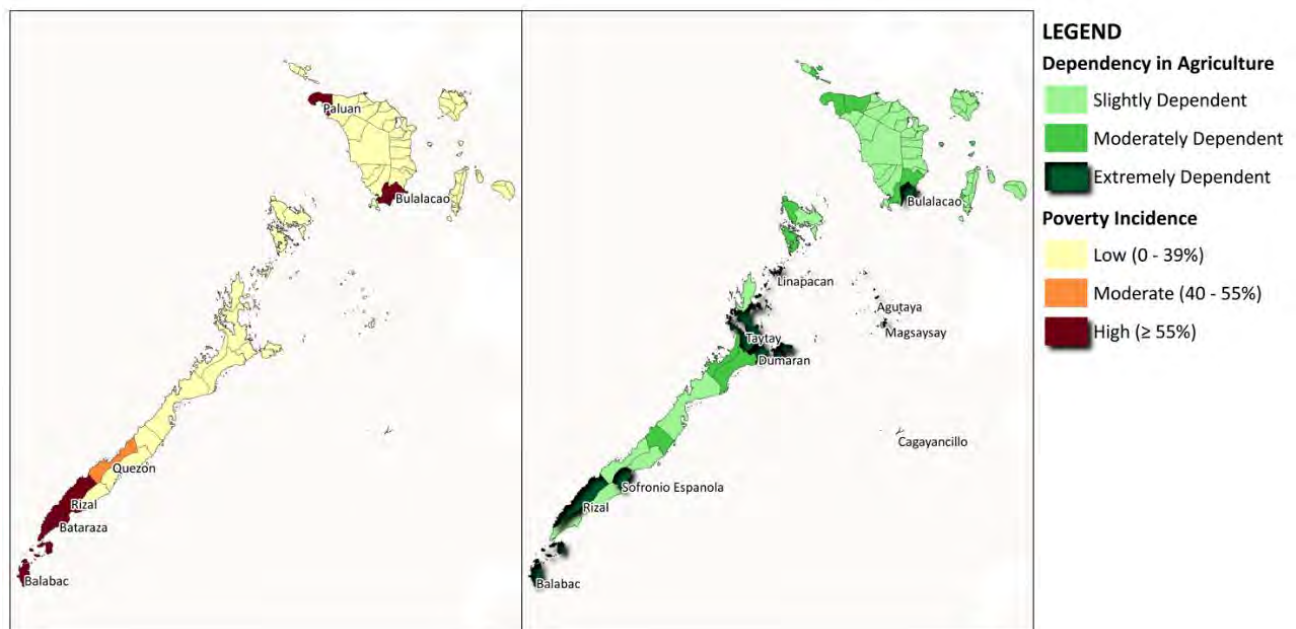 Paluan
Bulalacao
Quezon
Rizal
Bataraza
Balabac
Bulalacao
Linapacan
Agutaya
Magsaysay
Taytay
Dumaran
Cagayancillo
Sofronio Espanola
Rizal
Balabac
LEGEND
Dependency in Agriculture
Slightly Dependent
Moderately Dependent
Extremely Dependent
Poverty Incidence
Low (0 - 39%)
Moderate (40 - 55%)
High (≥ 55%)